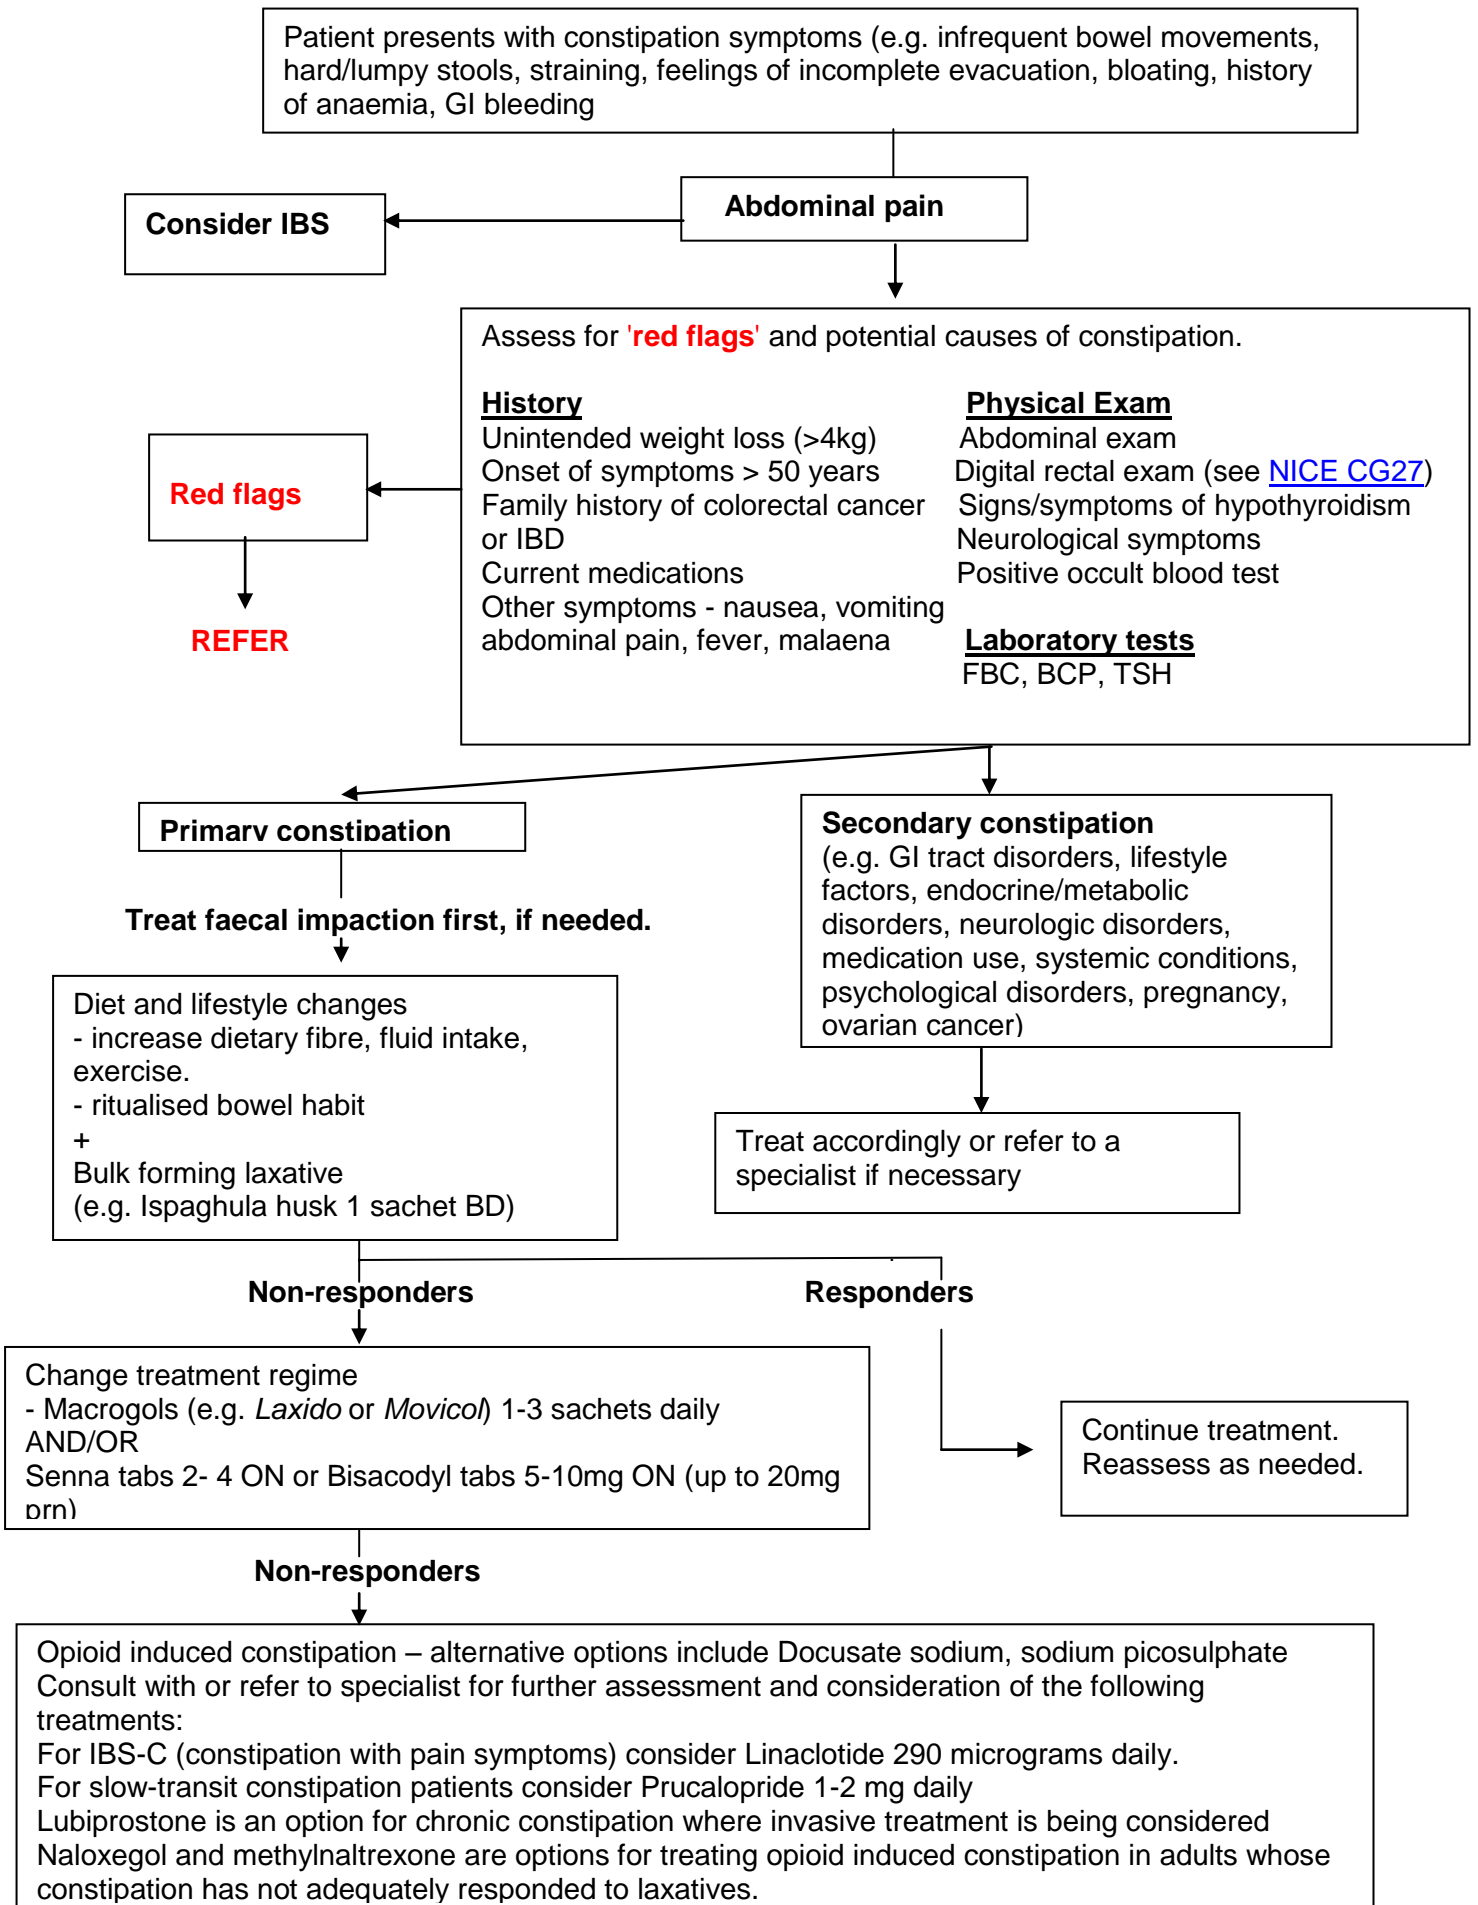 Patient presents with constipation symptoms (e.g. infrequent bowel movements,
hard/lumpy stools, straining, feelings of incomplete evacuation, bloating, history
of anaemia, GI bleeding
Abdominal pain
Consider IBS
Assess for 'red flags' and potential causes of constipation.
History
Unintended weight loss (>4kg)
Onset of symptoms > 50 years
Family history of colorectal cancer
or IBD
Current medications
Other symptoms - nausea, vomiting
abdominal pain, fever, malaena
Physical Exam
Abdominal exam
Digital rectal exam (see NICE CG27)
Signs/symptoms of hypothyroidism
Neurological symptoms
Positive occult blood test
Laboratory tests
FBC, BCP, TSH
Red flags
REFER
Primary constipation
Secondary constipation
(e.g. GI tract disorders, lifestyle
factors, endocrine/metabolic
disorders, neurologic disorders,
medication use, systemic conditions,
psychological disorders, pregnancy,
ovarian cancer)
Treat faecal impaction first, if needed.
Diet and lifestyle changes
- increase dietary fibre, fluid intake,
exercise.
- ritualised bowel habit
+
Bulk forming laxative
(e.g. Ispaghula husk 1 sachet BD)
Treat accordingly or refer to a
specialist if necessary
Non-responders
Responders
Change treatment regime
- Macrogols (e.g. Laxido or Movicol) 1-3 sachets daily
AND/OR
Senna tabs 2- 4 ON or Bisacodyl tabs 5-10mg ON (up to 20mg
prn)
Continue treatment.
Reassess as needed.
Non-responders
Opioid induced constipation – alternative options include Docusate sodium, sodium picosulphate
Consult with or refer to specialist for further assessment and consideration of the following
treatments:
For IBS-C (constipation with pain symptoms) consider Linaclotide 290 micrograms daily.
For slow-transit constipation patients consider Prucalopride 1-2 mg daily
Lubiprostone is an option for chronic constipation where invasive treatment is being considered
Naloxegol and methylnaltrexone are options for treating opioid induced constipation in adults whose
constipation has not adequately responded to laxatives.